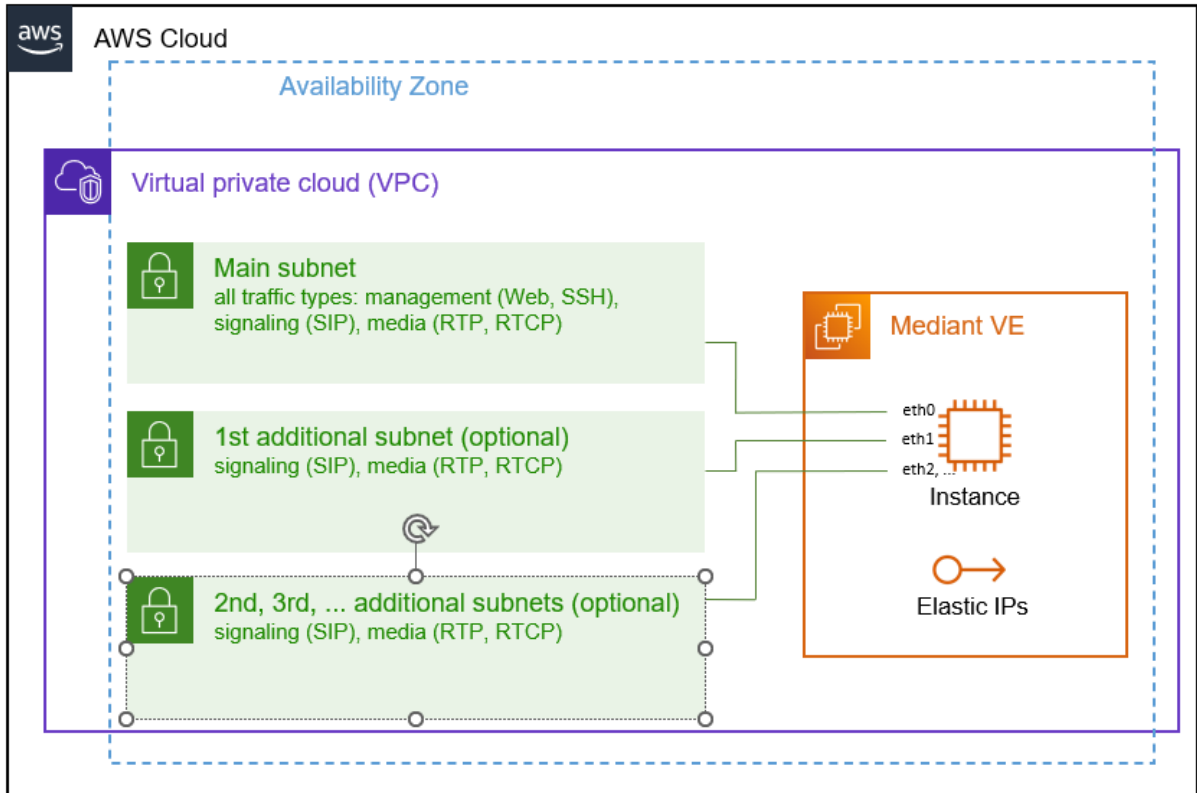 aws
AWS Cloud
Availability Zone
Virtual private cloud (VPC)
Main subnet
all traffic types: management (Web, SSH),
signaling (SIP), media (RTP, RTCP)
1st additional subnet (optional)
signaling (SIP), media (RTP, RTCP)
2nd, 3rd, ... additional subnets (optional)
signaling (SIP), media (RTP, RTCP)
Mediant VE
eth0
eth1
eth2, ...
Instance
Elastic IPs